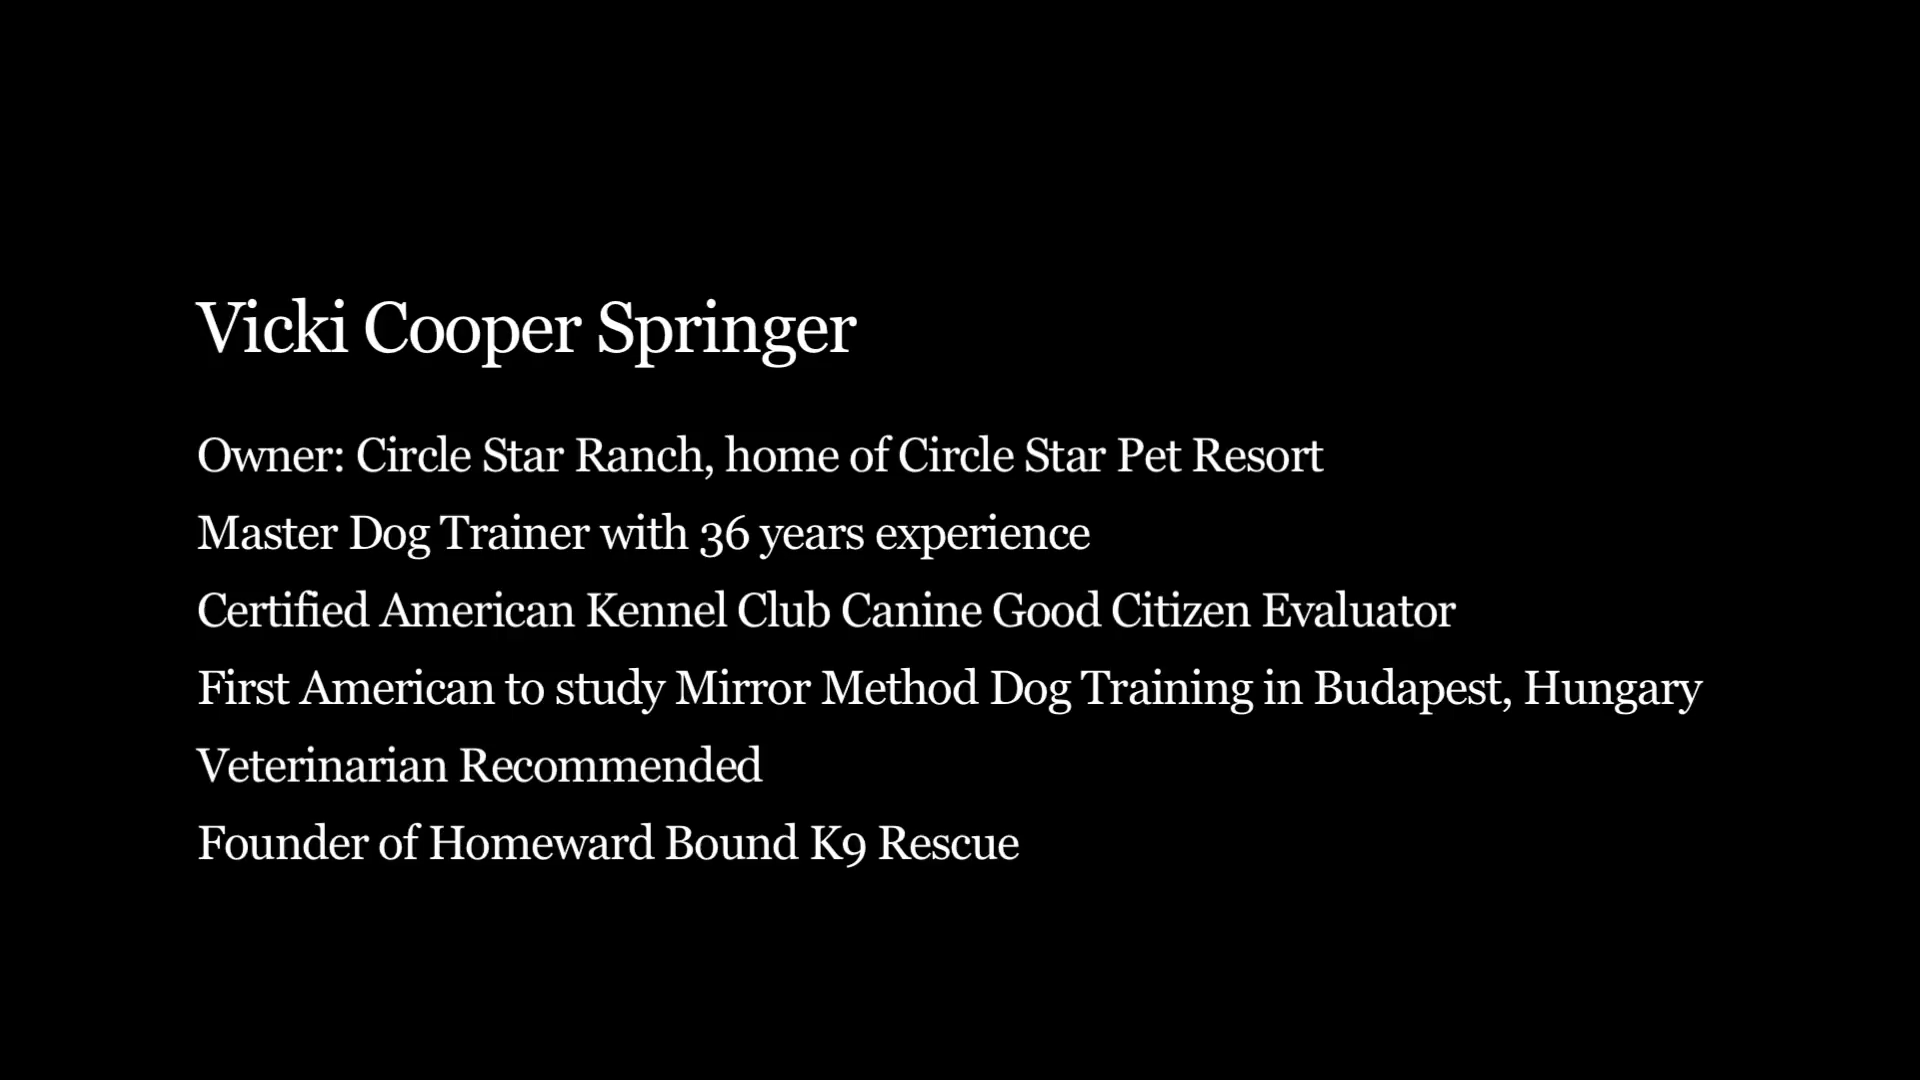 Vicki Cooper Springer
Owner: Circle Star Ranch, home of Circle Star Pet Resort
Master Dog Trainer with 36 years experience
Certified American Kennel Club Canine Good Citizen Evaluator
First American to study Mirror Method Dog Training in Budapest, Hungary
Veterinarian Recommended
Founder of Homeward Bound K9 Rescue